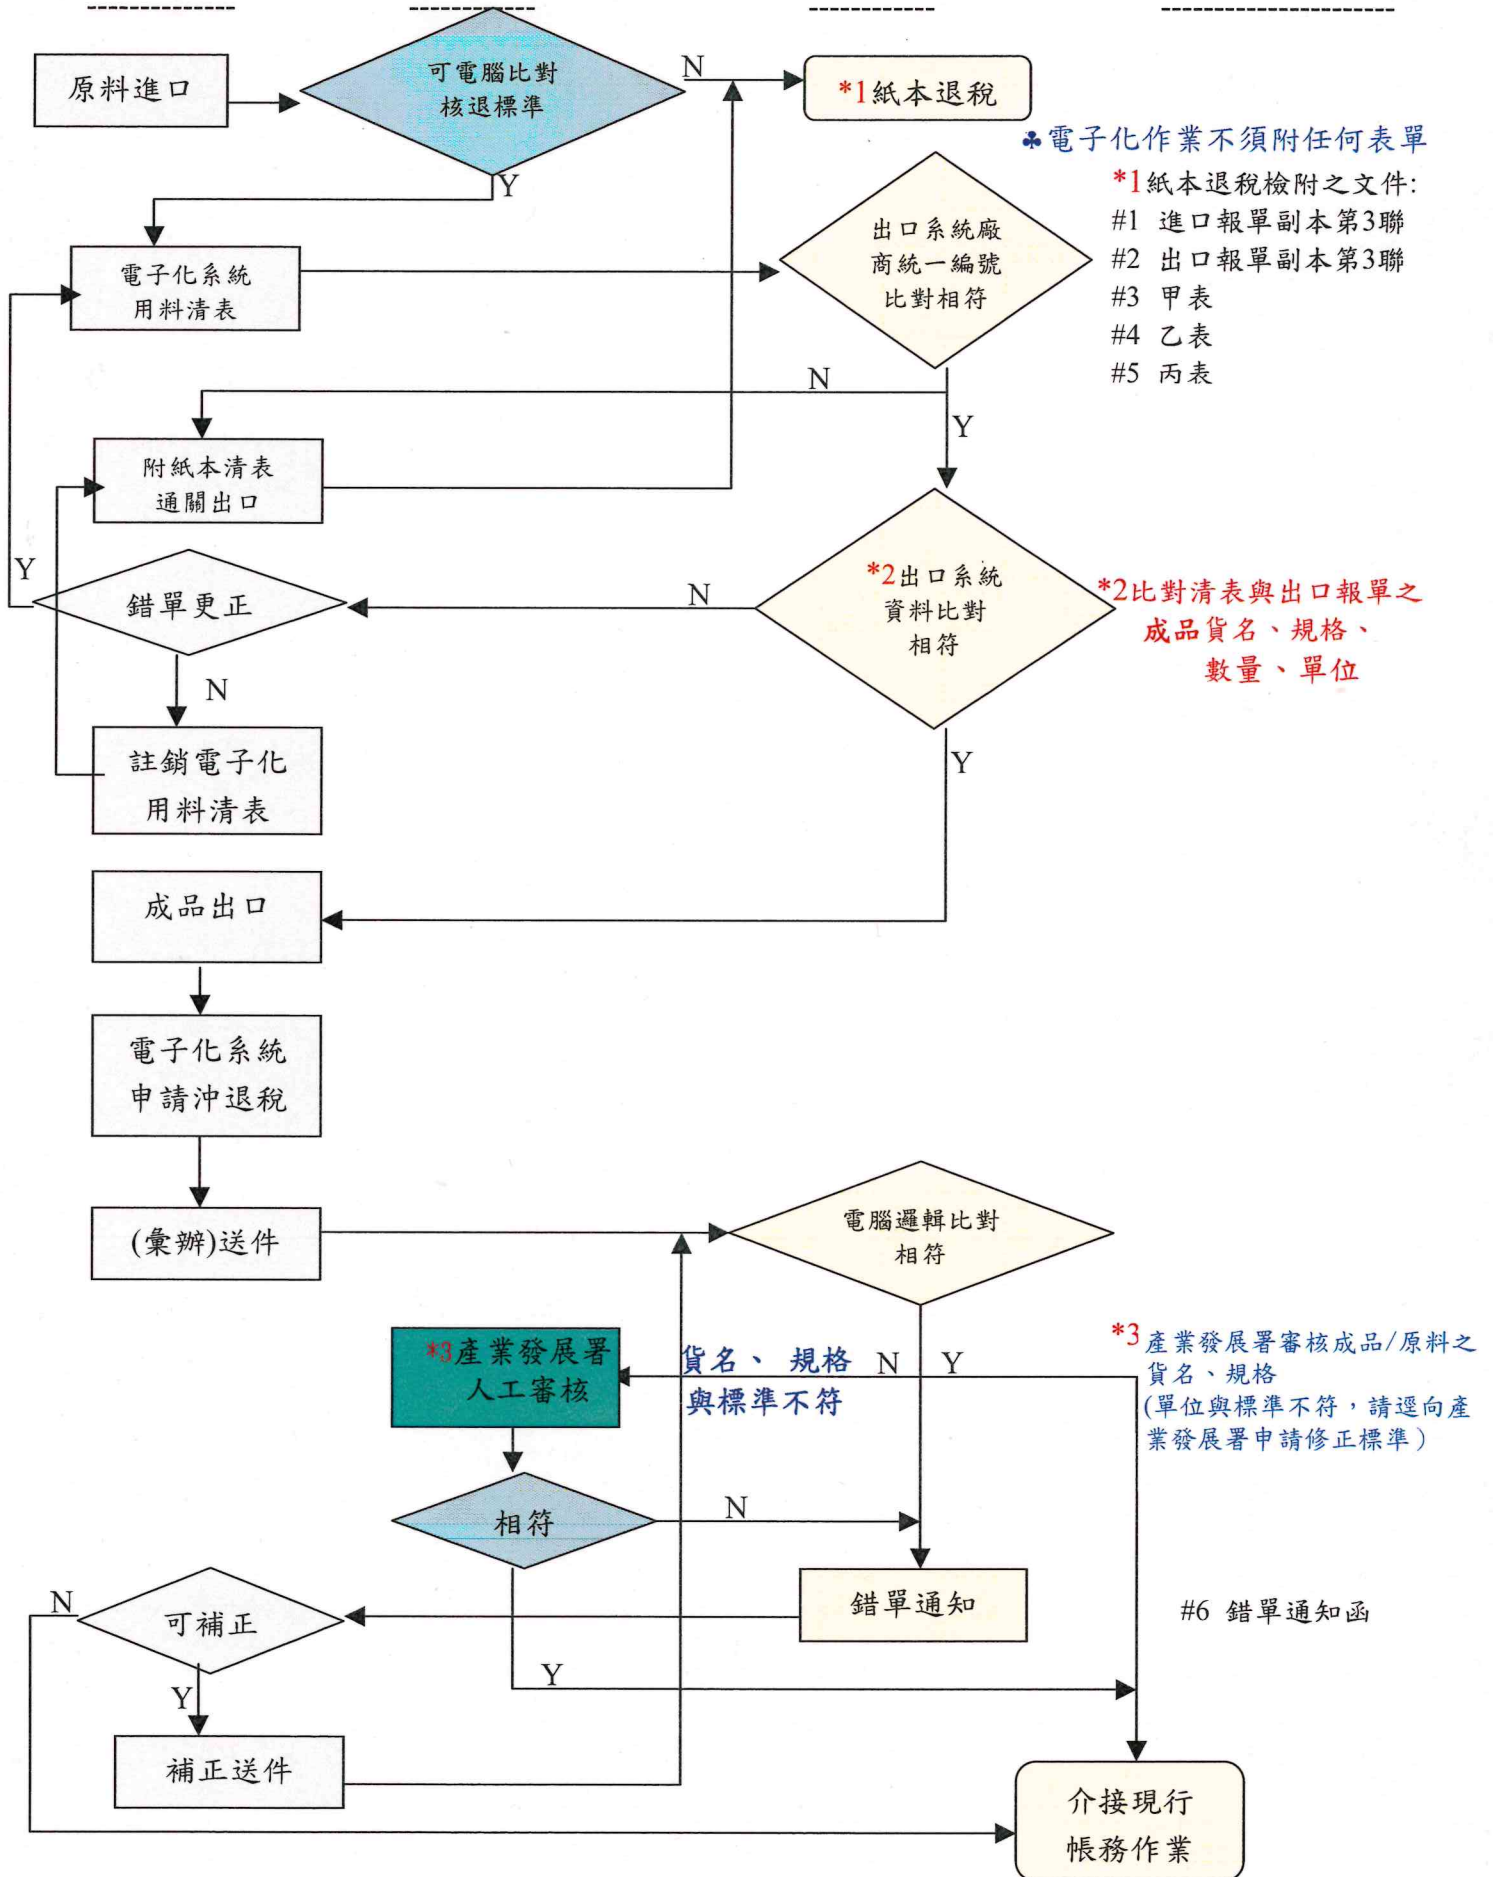 原料進口
可電腦比對
核退標準
N
*1紙本退稅
♣電子化作業不須附任何表單
*1紙本退稅檢附之文件:
#1 進口報單副本第3聯
#2 出口報單副本第3聯
#3 甲表
#4 乙表
#5 丙表
Y
電子化系統
用料清表
出口系統廠
商統一編號
比對相符
N
Y
附紙本清表
通關出口
Y
錯單更正
N
*2出口系統
資料比對
相符
*2比對清表與出口報單之
成品貨名、規格、
數量、單位
N
Y
註銷電子化
用料清表
成品出口
電子化系統
申請沖退稅
(彙辦)送件
電腦邏輯比對
相符
*3產業發展署
人工審核
貨名、 規格
與標準不符
N
Y
*3產業發展署審核成品/原料之
貨名、規格
(單位與標準不符，請逕向產
業發展署申請修正標準)
相符
N
錯單通知
#6 錯單通知函
N
可補正
Y
Y
補正送件
介接現行
帳務作業